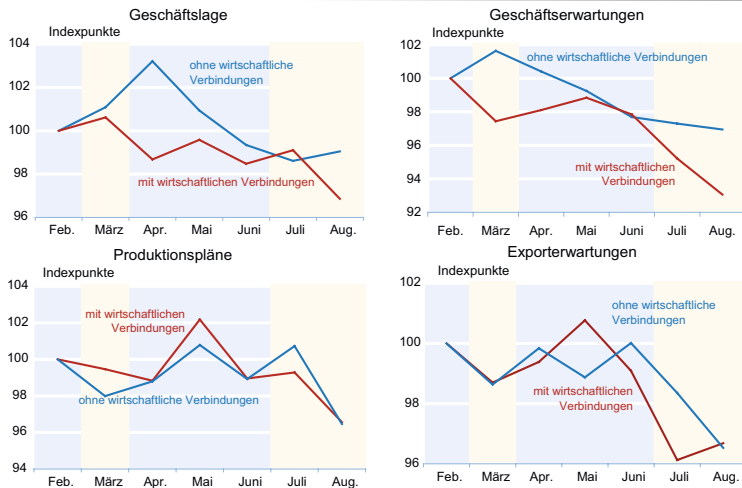 Geschäftslage
Indexpunkte
104
102
100
98
96
ohne wirtschaftliche
Verbindungen
mit wirtschaftlichen Verbindungen
Feb. März Apr. Mai Juni Juli Aug.
Geschäftserwartungen
Indexpunkte
102
100
98
96
94
92
ohne wirtschaftliche Verbindungen
mit wirtschaftlichen
Verbindungen
Feb. März Apr. Mai Juni Juli Aug.
Produktionspläne
Indexpunkte
104
102
100
98
96
94
mit wirtschaftlichen
Verbindungen
ohne wirtschaftliche Verbindungen
Feb. März Apr. Mai Juni Juli Aug.
Exporterwartungen
Indexpunkte
102
100
98
96
ohne wirtschaftliche
Verbindungen
mit wirtschaftlichen
Verbindungen
Feb. März Apr. Mai Juni Juli Aug.